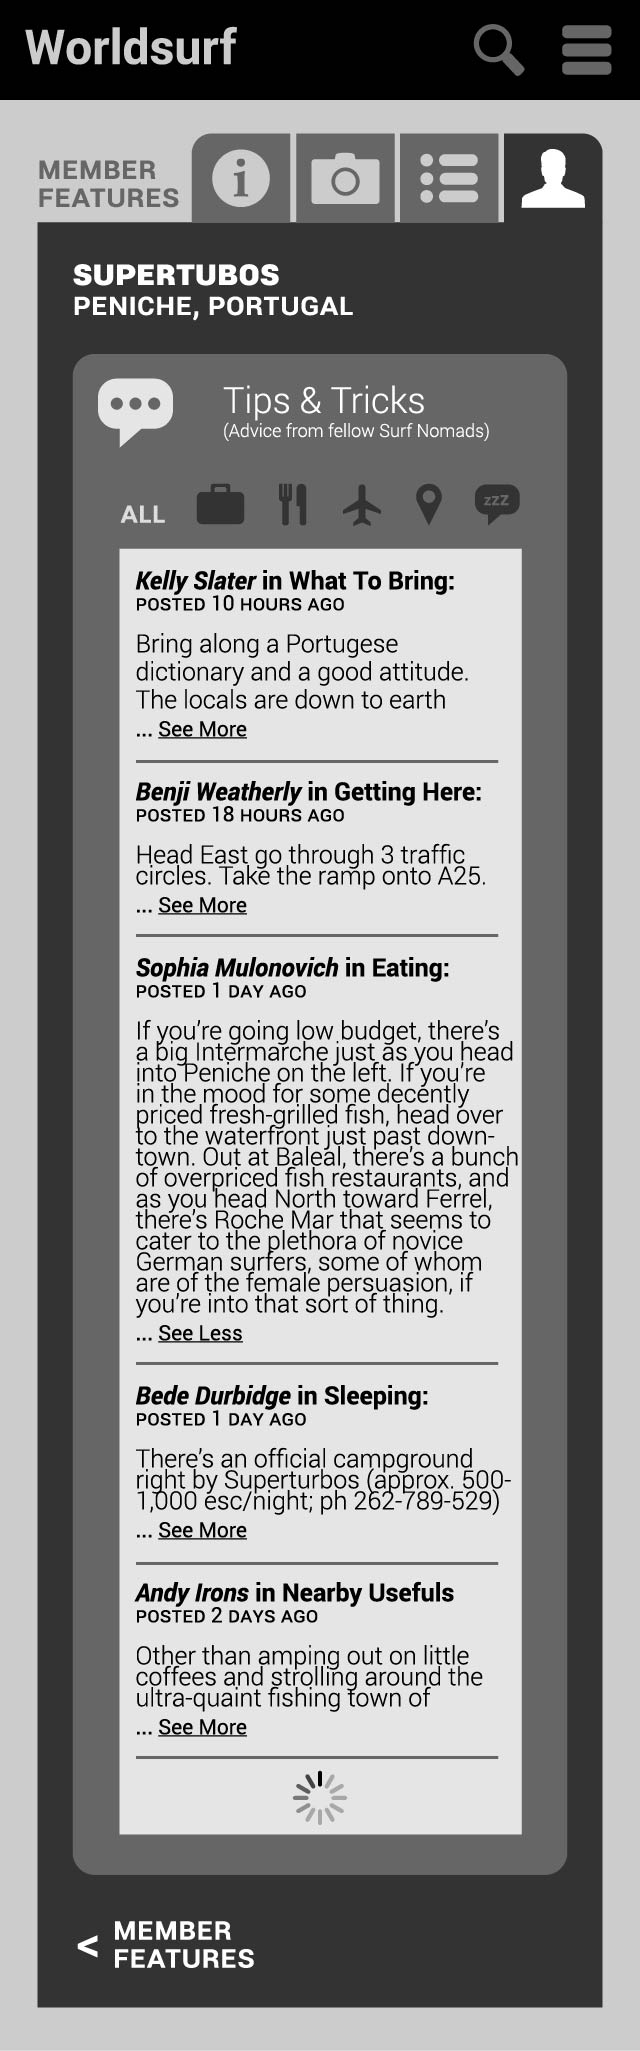 Worldsurf
MEMBER
FEATURES
SUPERTUBOS
PENICHE, PORTUGAL
Tips & Tricks
(Advice from fellow Surf Nomads)
ALL
zzz
Kelly Slater in What To Bring:
POSTED 10 HOURS AGO
Bring along a Portugese
dictionary and a good attitude.
The locals are down to earth
... See More
Benji Weatherly in Getting Here:
POSTED 18 HOURS AGO
Head East go through 3 traffic
circles. Take the ramp onto A25.
... See More
Sophia Mulonovich in Eating:
POSTED 1 DAY AGO
If you're going low budget, there's
a big Intermarche just as you head
into Peniche on the left. If you're
in the mood for some decently
priced fresh-grilled fish, head over
to the waterfront just past down-
town. Out at Baleal, there's a bunch
of overpriced fish restaurants, and
as you head North toward Ferrel,
there's Roche Mar that seems to
cater to the plethora of novice
German surfers, some of whom
are of the female persuasion, if
you're into that sort of thing.
... See Less
Bede Durbidge in Sleeping:
POSTED 1 DAY AGO
There's an official campground
right by Superturbos (approx. 500-
1,000 esc/night; ph 262-789-529)
... See More
Andy Irons in Nearby Usefuls
POSTED 2 DAYS AGO
Other than amping out on little
coffees and strolling around the
ultra-quaint fishing town of
... See More
< MEMBER
FEATURES